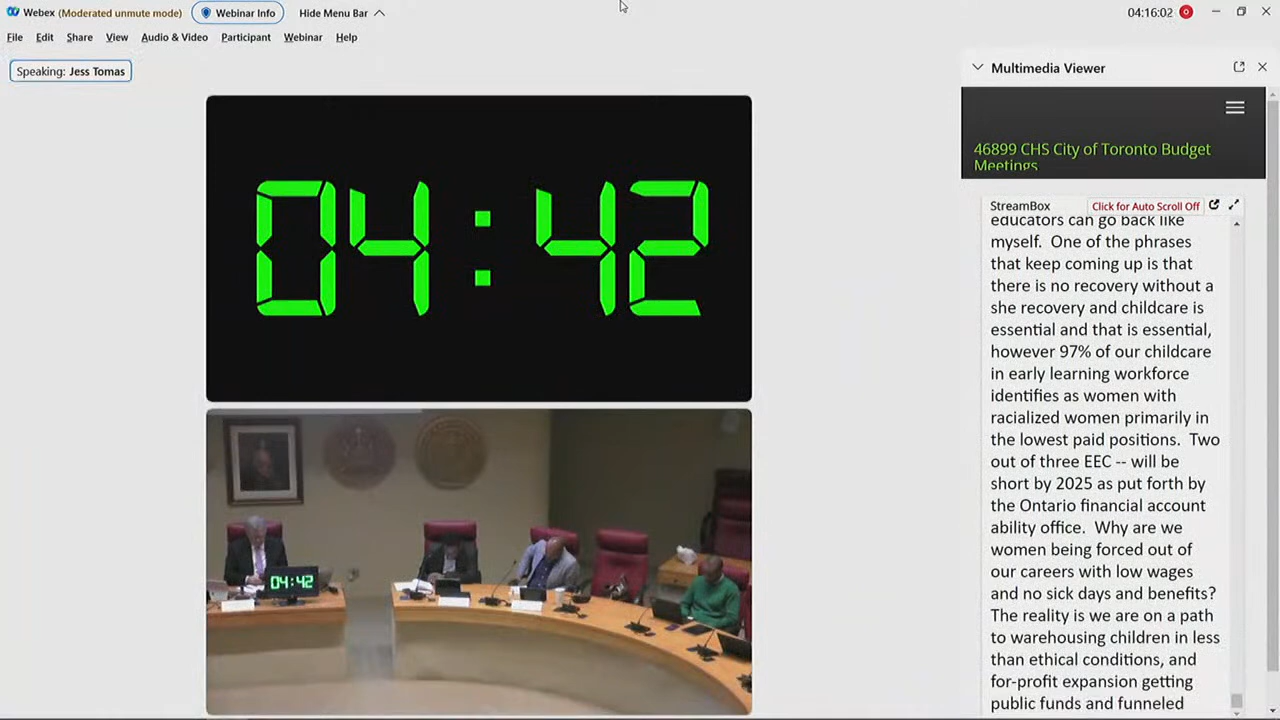 Webex (Moderated unmute mode) Webinar Info Hide Menu Bar 04:16:02
File Edit Share View Audio & Video Participant Webinar Help
Speaking: Jess Tomas
Multimedia Viewer
46899 CHS City of Toronto Budget
Meetings
StreamBox Click for Auto Scroll Off
04:42
educators can go back like
myself. One of the phrases
that keep coming up is that
there is no recovery without a
she recovery and childcare is
essential and that is essential,
however 97% of our childcare
in early learning workforce
identifies as women with
racialized women primarily in
the lowest paid positions. Two
out of three EEC -- will be
short by 2025 as put forth by
the Ontario financial account
ability office. Why are we
women being forced out of
our careers with low wages
and no sick days and benefits?
The reality is we are on a path
to warehousing children in less
than ethical conditions, and
for-profit expansion getting
public funds and funneled
04:42